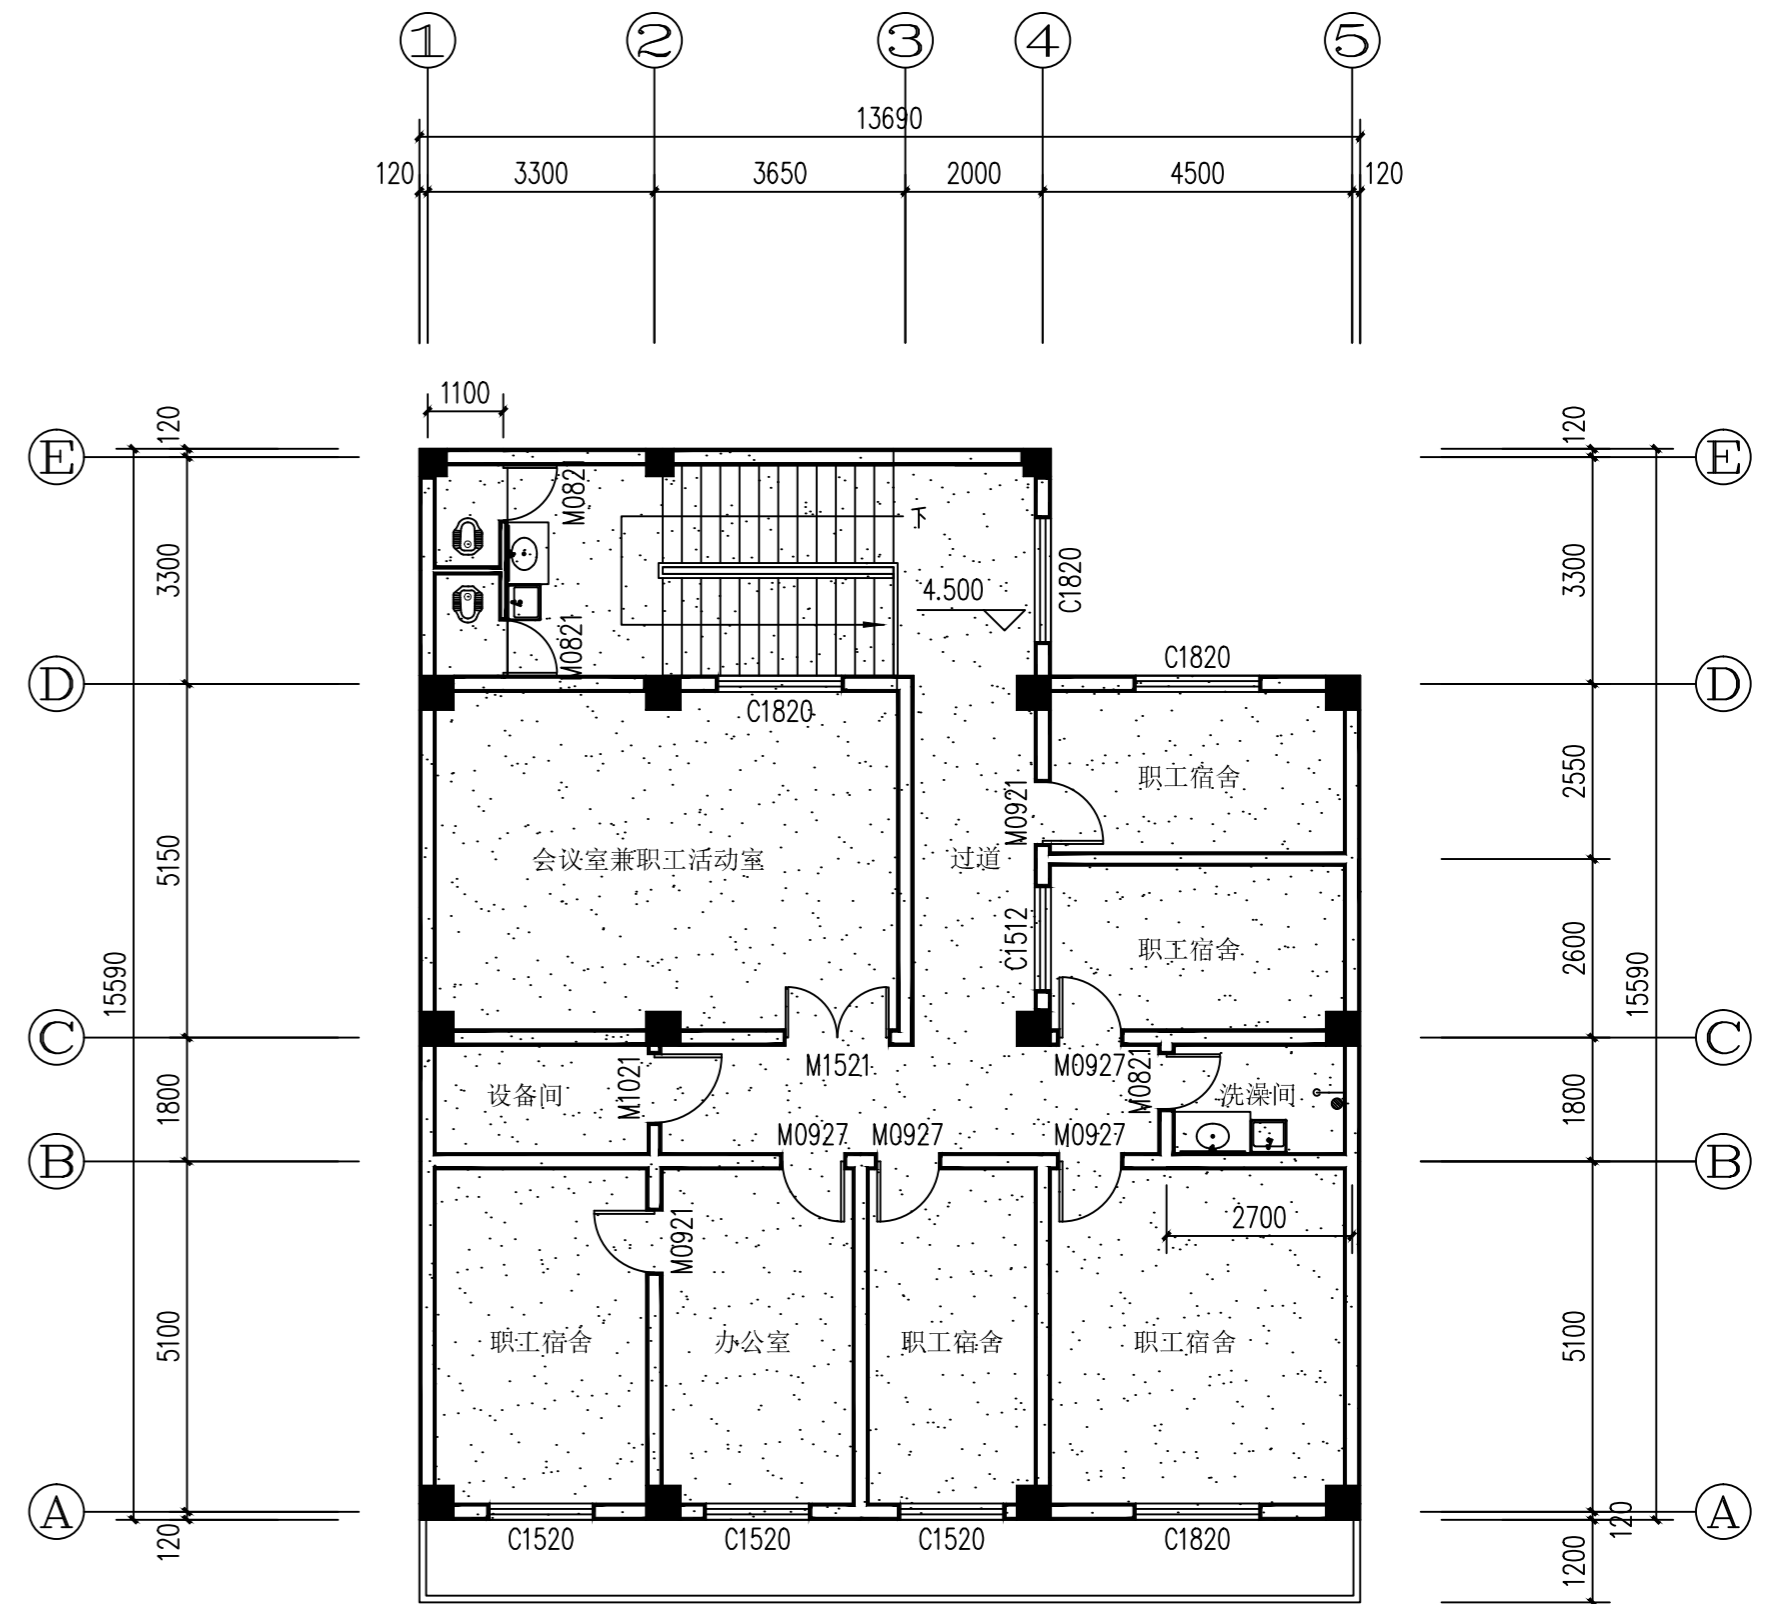 1 2 3 4 5
13690
120 3300 3650 2000 4500 120
1100
E 120 M082 120 E
下
3300 4.500 C1820 3300
M0821
D C1820 D
C1820
职工宿舍 2550
M0921
5150 会议室兼职工活动室 过道
C1512 职工宿舍 2600
15590 15590
C C
M1521 M0927
1800 设备间 M1021 M0821 洗澡间 1800
M0927 M0927 M0927
B B
M0921 2700
5100 职工宿舍 办公室 职工宿舍 职工宿舍 5100
A A
120 C1520 C1520 C1520 C1820 120
1200